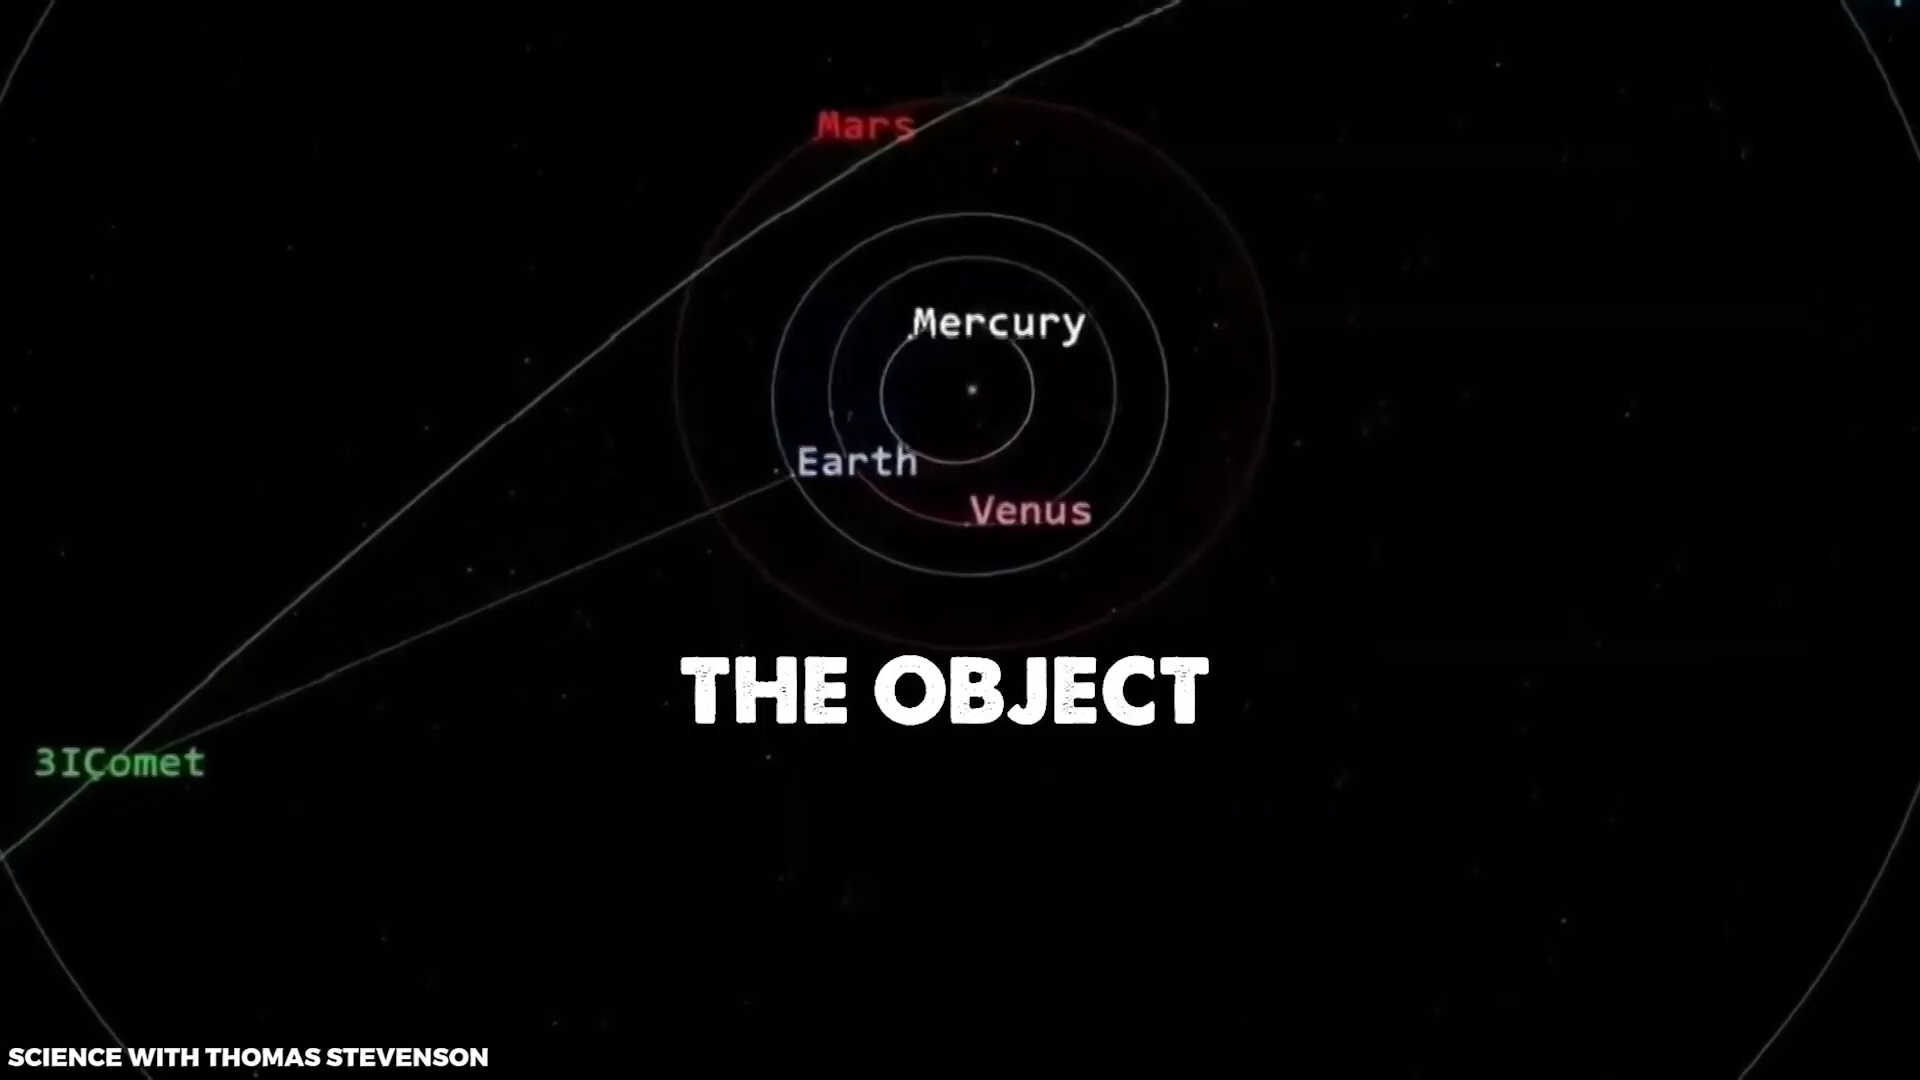 Mars
Mercury
Earth
Venus
THE OBJECT
3IComet
SCIENCE WITH THOMAS STEVENSON